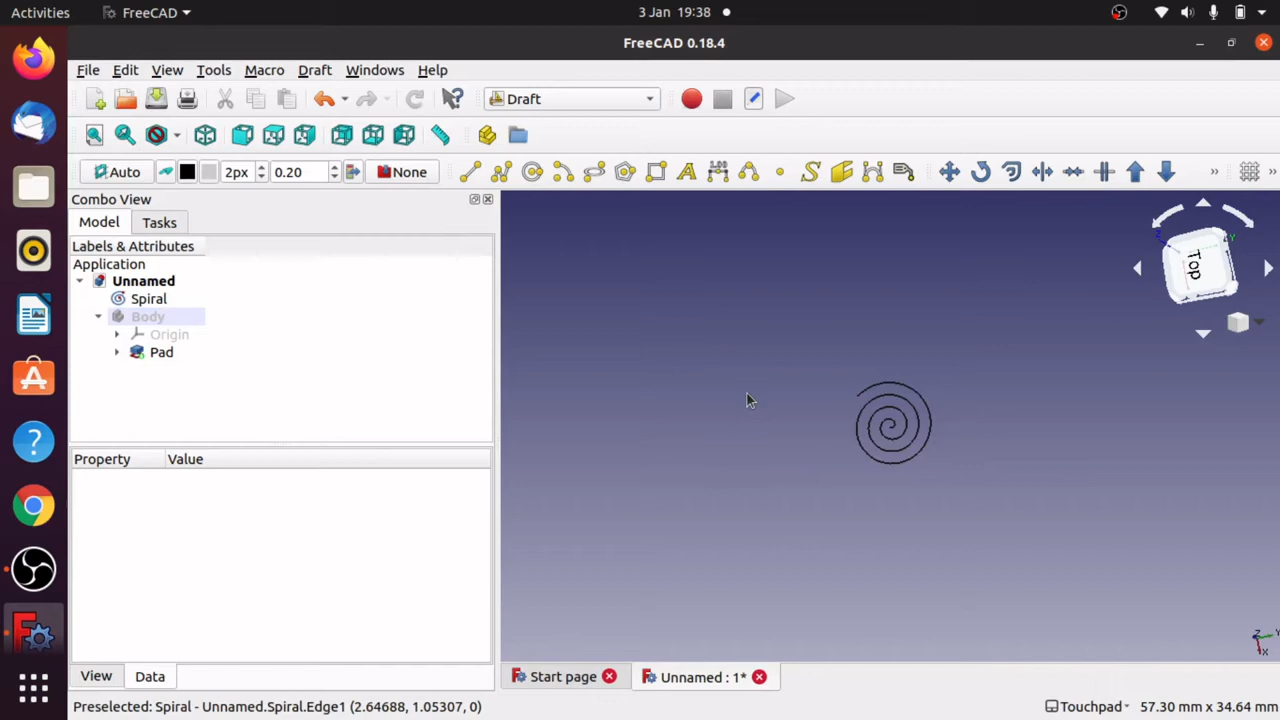 Activities
FreeCAD
3 Jan 19:38
FreeCAD 0.18.4
File
Edit
View
Tools
Macro
Draft
Windows
Help
Draft
Auto
2px
0.20
None
Combo View
Model
Tasks
Labels & Attributes
Application
Unnamed
Spiral
Body
Origin
Pad
Property
Value
Top
Y
Z
Y
X
View
Data
Start page
Unnamed : 1*
Preselected: Spiral - Unnamed.Spiral.Edge1 (2.64688, 1.05307, 0)
Touchpad
57.30 mm x 34.64 mm